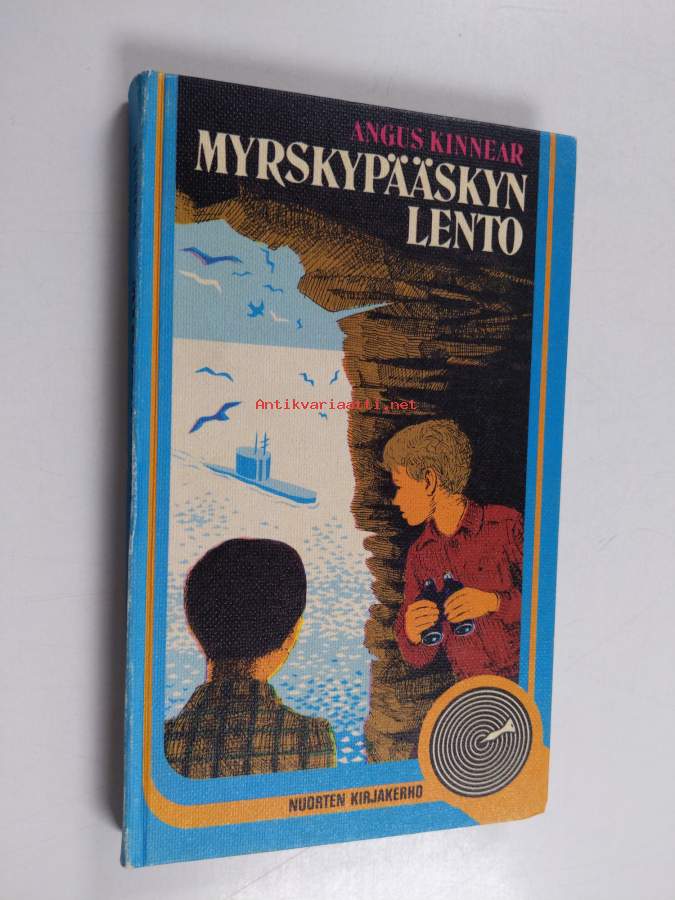 ANGUS KINNEAR
MYRSKYPÄÄSKYN
LENTO
Antikvariaatti.net
NUORTEN KIRJAKERHO